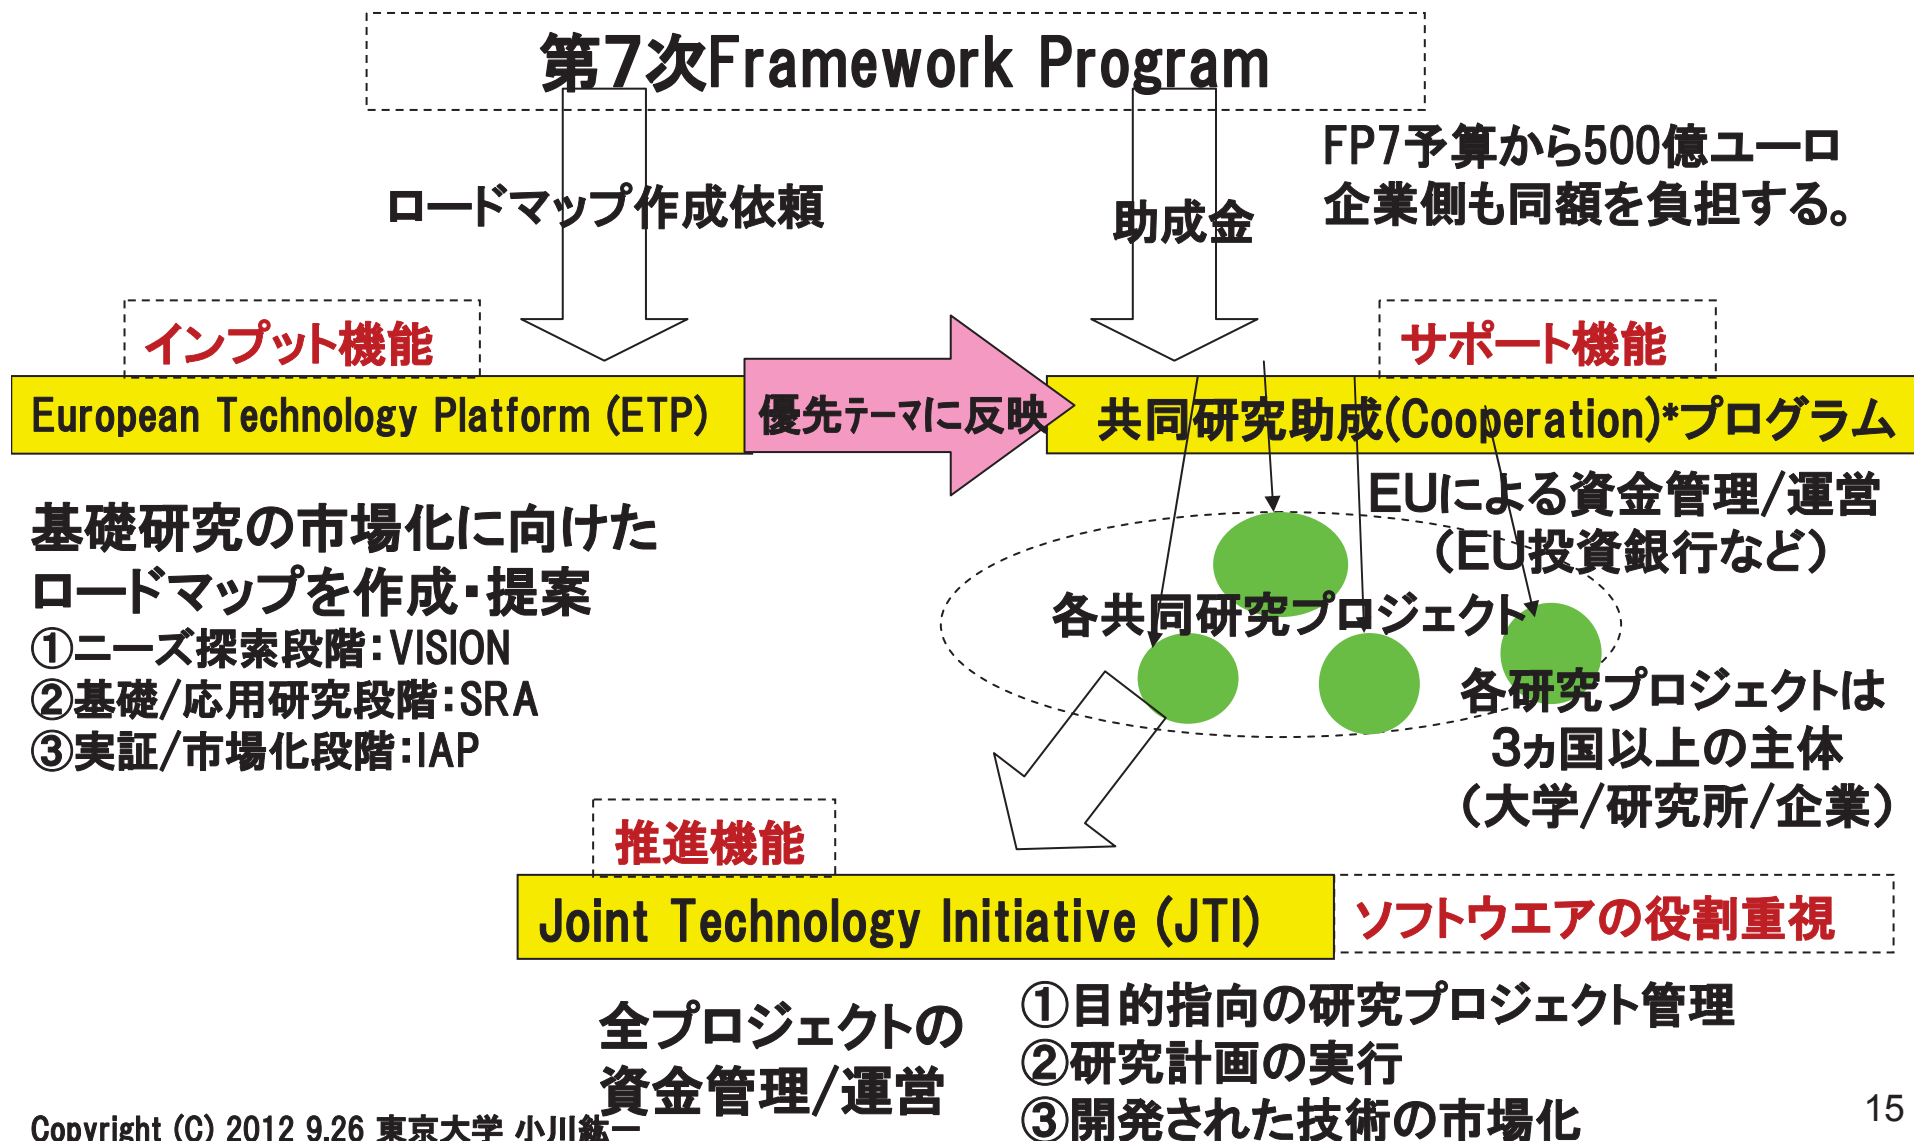 第7次Framework Program
ロードマップ作成依頼
助成金
FP7予算から500億ユーロ
企業側も同額を負担する。
インプット機能
サポート機能
European Technology Platform (ETP)
優先テーマに反映
共同研究助成(Cooperation)*プログラム
基礎研究の市場化に向けた
ロードマップを作成・提案
①ニーズ探索段階：VISION
②基礎/応用研究段階：SRA
③実証/市場化段階：IAP
EUによる資金管理/運営
（EU投資銀行など）
各共同研究プロジェクト
各研究プロジェクトは
3ヵ国以上の主体
（大学/研究所/企業）
推進機能
Joint Technology Initiative (JTI)
ソフトウエアの役割重視
全プロジェクトの
資金管理/運営
①目的指向の研究プロジェクト管理
②研究計画の実行
③開発された技術の市場化
Copyright (C) 2012 9.26 東京大学 小川紘一
15